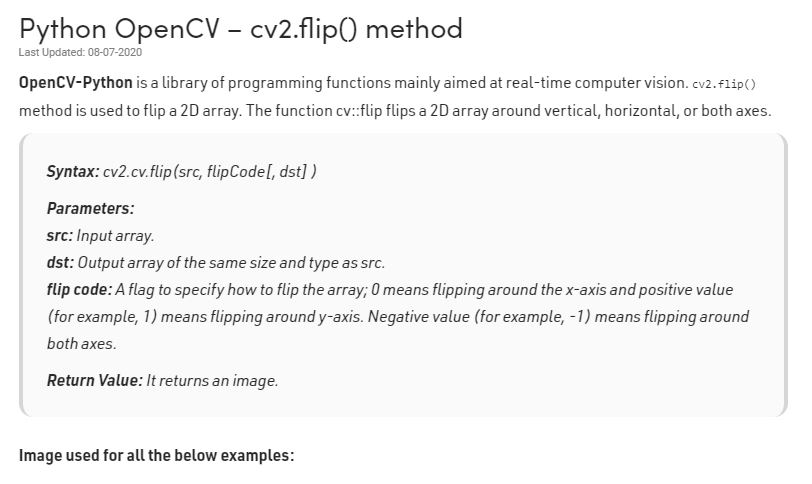 Python OpenCV – cv2.flip() method
Last Updated: 08-07-2020
OpenCV-Python is a library of programming functions mainly aimed at real-time computer vision. cv2.flip()
method is used to flip a 2D array. The function cv::flip flips a 2D array around vertical, horizontal, or both axes.
Syntax: cv2.cv.flip(src, flipCode[, dst] )
Parameters:
src: Input array.
dst: Output array of the same size and type as src.
flip code: A flag to specify how to flip the array; 0 means flipping around the x-axis and positive value
(for example, 1) means flipping around y-axis. Negative value (for example, -1) means flipping around
both axes.
Return Value: It returns an image.
Image used for all the below examples: